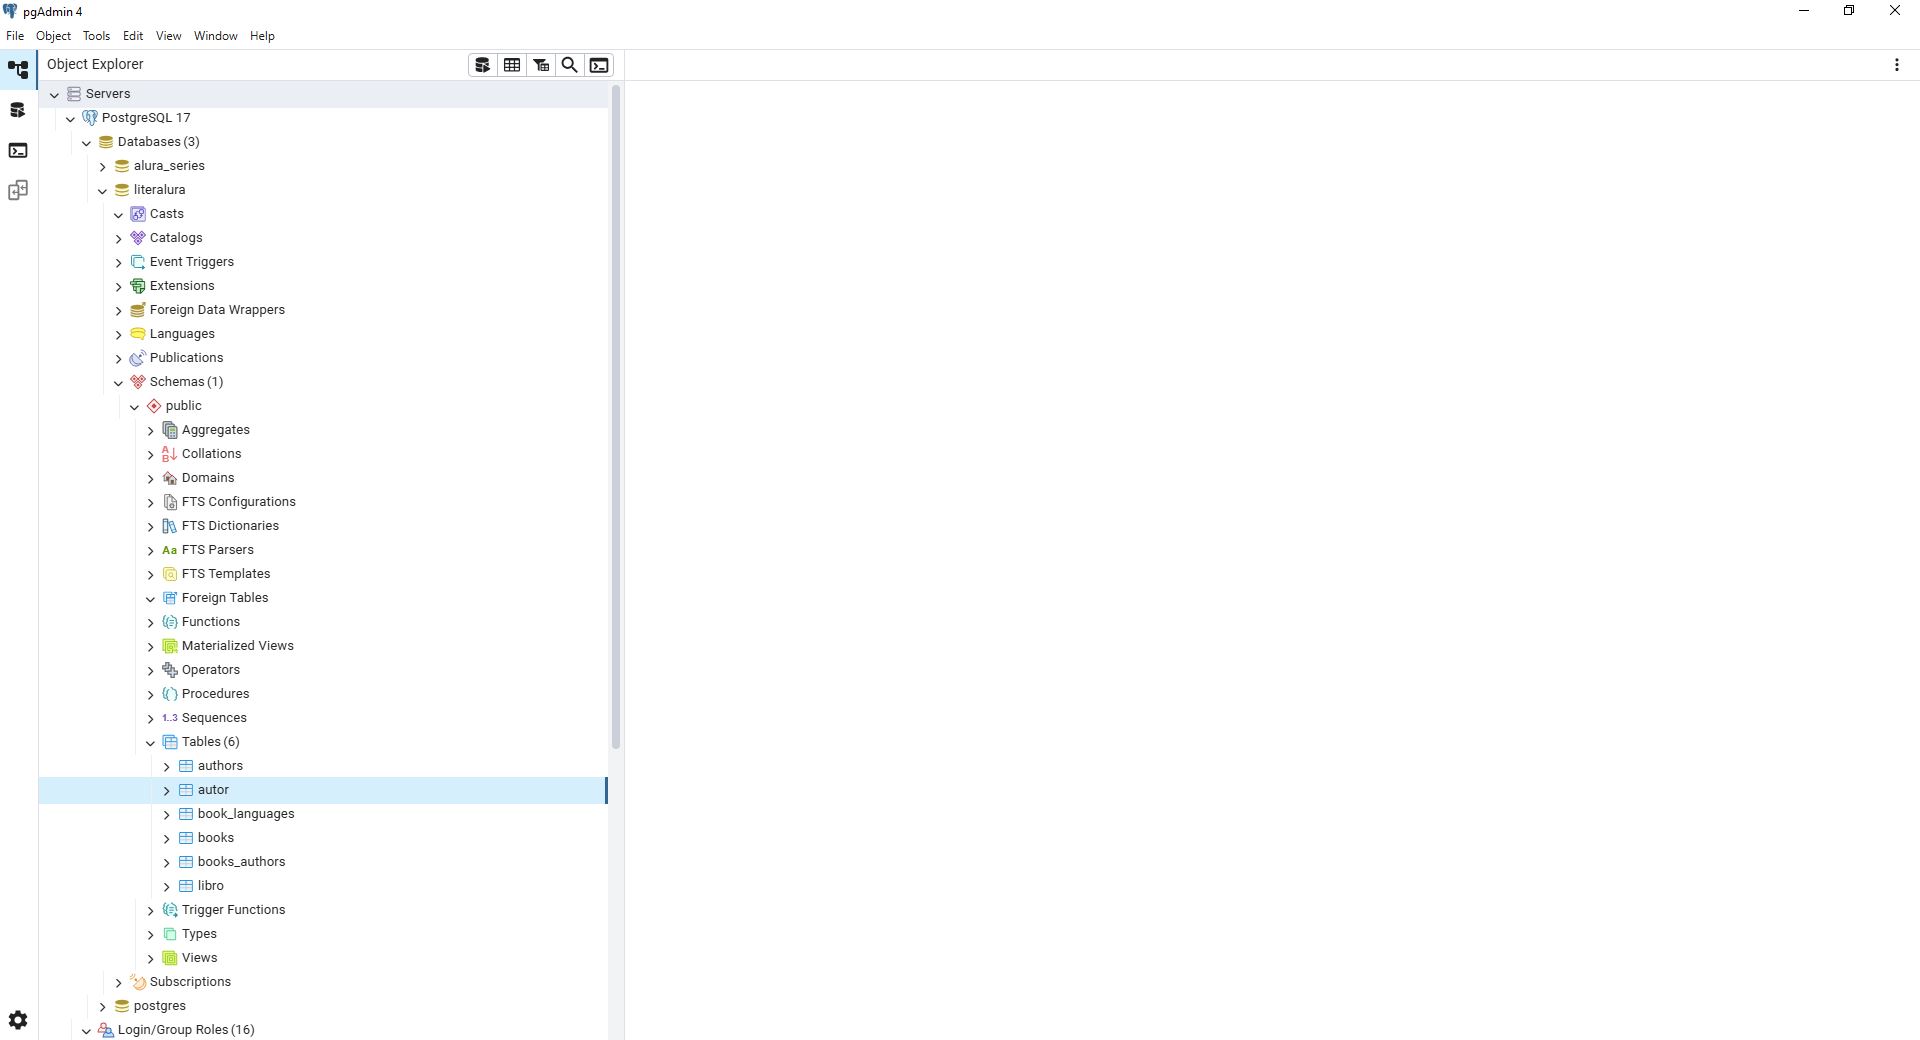 pgAdmin 4
File Object Tools Edit View Window Help
Object Explorer
Servers
PostgreSQL 17
Databases (3)
alura_series
literalura
Casts
Catalogs
Event Triggers
Extensions
Foreign Data Wrappers
Languages
Publications
Schemas (1)
public
Aggregates
Collations
Domains
FTS Configurations
FTS Dictionaries
Aa FTS Parsers
FTS Templates
Foreign Tables
Functions
Materialized Views
Operators
Procedures
1..3 Sequences
Tables (6)
authors
autor
book_languages
books
books_authors
libro
Trigger Functions
Types
Views
Subscriptions
postgres
Login/Group Roles (16)